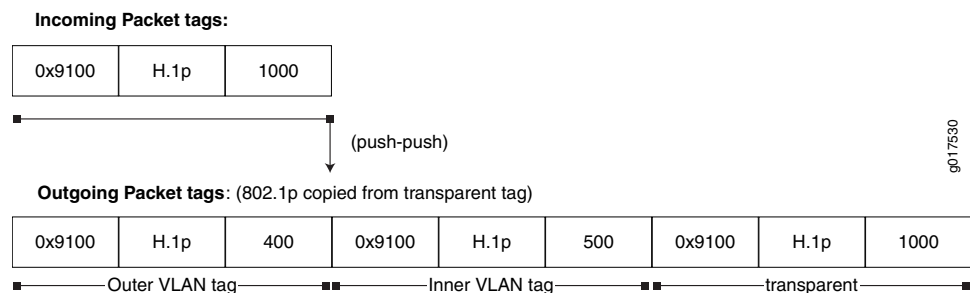 Incoming Packet tags:
0x9100 H.1p 1000
(push-push)
g017530
Outgoing Packet tags: (802.1p copied from transparent tag)
0x9100 H.1p 400 0x9100 H.1p 500 0x9100 H.1p 1000
Outer VLAN tag Inner VLAN tag transparent